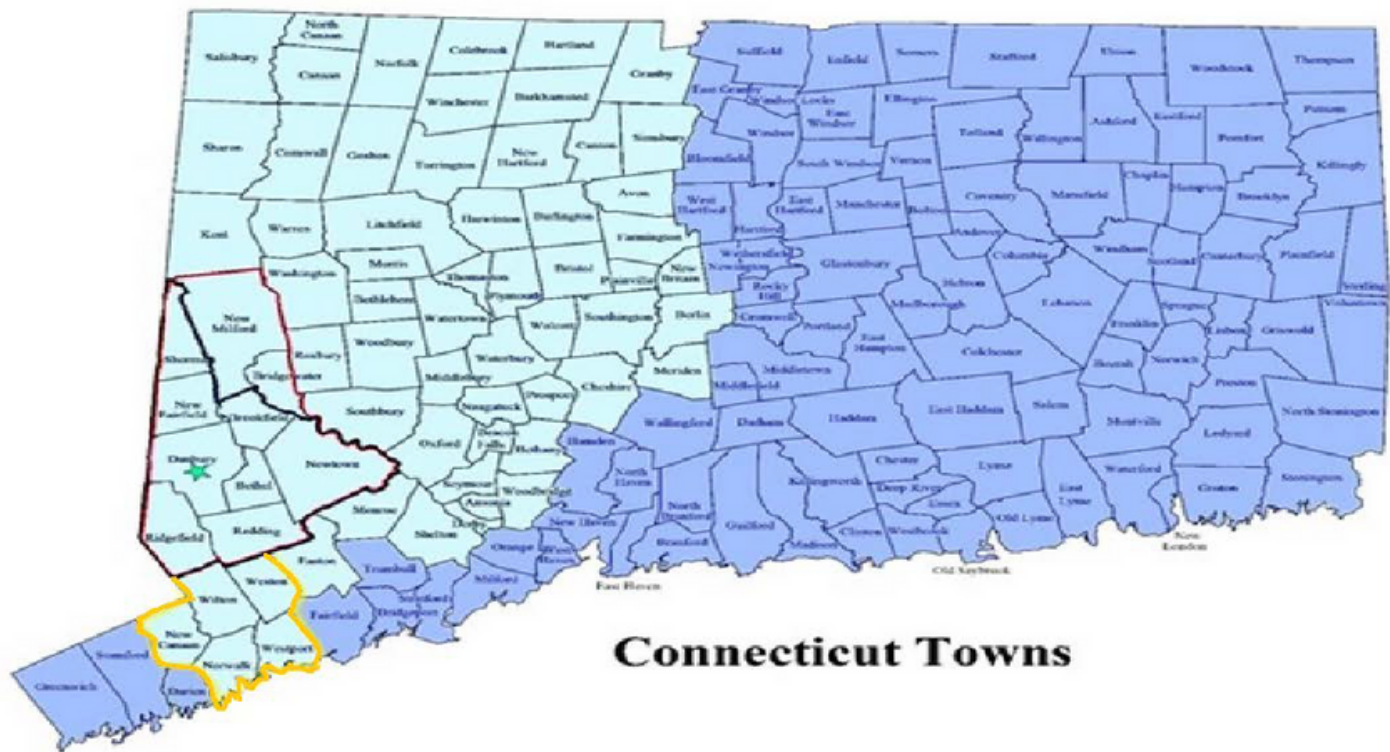 North
Canaan
Salisbury
Canaan
Norfolk
Colebrook
Hartland
Granby
Suffield
Enfield
Somers
Stafford
Union
Woodstock
Thompson
Winchester
Barkhamsted
East Granby
Windsor Locks
East
Windsor
Ellington
Putnam
Sharon
Cornwall
Goshen
Torrington
New
Hartford
Canton
Simsbury
Windsor
Bloomfield
South Windsor
Vernon
Tolland
Willington
Ashford
Eastford
Pomfret
Killingly
Avon
West
Hartford
Hartford
East
Hartford
Manchester
Bolton
Coventry
Mansfield
Chaplin
Hampton
Brooklyn
Kent
Warren
Litchfield
Harwinton
Burlington
Farmington
Andover
Washington
Morris
Thomaston
Plymouth
Bristol
Plainville
New
Britain
Wethersfield
Newington
Rocky
Hill
Glastonbury
Hebron
Columbia
Windham
Scotland
Canterbury
Plainfield
Sterling
New
Milford
Bethlehem
Watertown
Wolcott
Southington
Berlin
Cromwell
Portland
East
Hampton
Marlborough
Lebanon
Franklin
Sprague
Lisbon
Griswold
Voluntown
Sherman
Bridgewater
Roxbury
Woodbury
Middlebury
Waterbury
Cheshire
Meriden
Middlefield
Middletown
Colchester
Bozrah
Norwich
Preston
New
Fairfield
Brookfield
Southbury
Naugatuck
Prospect
Beacon
Falls
Oxford
Bethany
Hamden
Wallingford
Durham
Haddam
East Haddam
Salem
Montville
Ledyard
North Stonington
Danbury
Bethel
Newtown
Seymour
Ansonia
Woodbridge
North
Haven
Chester
Deep River
Essex
Lyme
East
Lyme
Waterford
Groton
Stonington
Ridgefield
Redding
Monroe
Shelton
Derby
New Haven
North
Branford
Guilford
Killingworth
Madison
Clinton
Westbrook
Old Lyme
New
London
Easton
Trumbull
Orange
West
Haven
Branford
East Haven
Old Saybrook
Weston
Wilton
Fairfield
Bridgeport
Stratford
Milford
New
Canaan
Norwalk
Westport
Stamford
Greenwich
Darien
Connecticut Towns